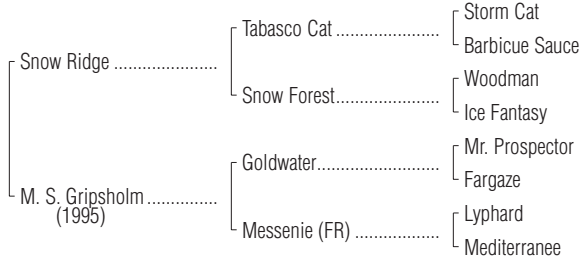 Storm Cat
Tabasco Cat ....................
Barbicue Sauce
Snow Ridge ....................
Woodman
Snow Forest....................
Ice Fantasy
Mr. Prospector
Goldwater.......................
Fargaze
M. S. Gripsholm..............
(1995)
Lyphard
Messenie (FR) ................
Mediterranee